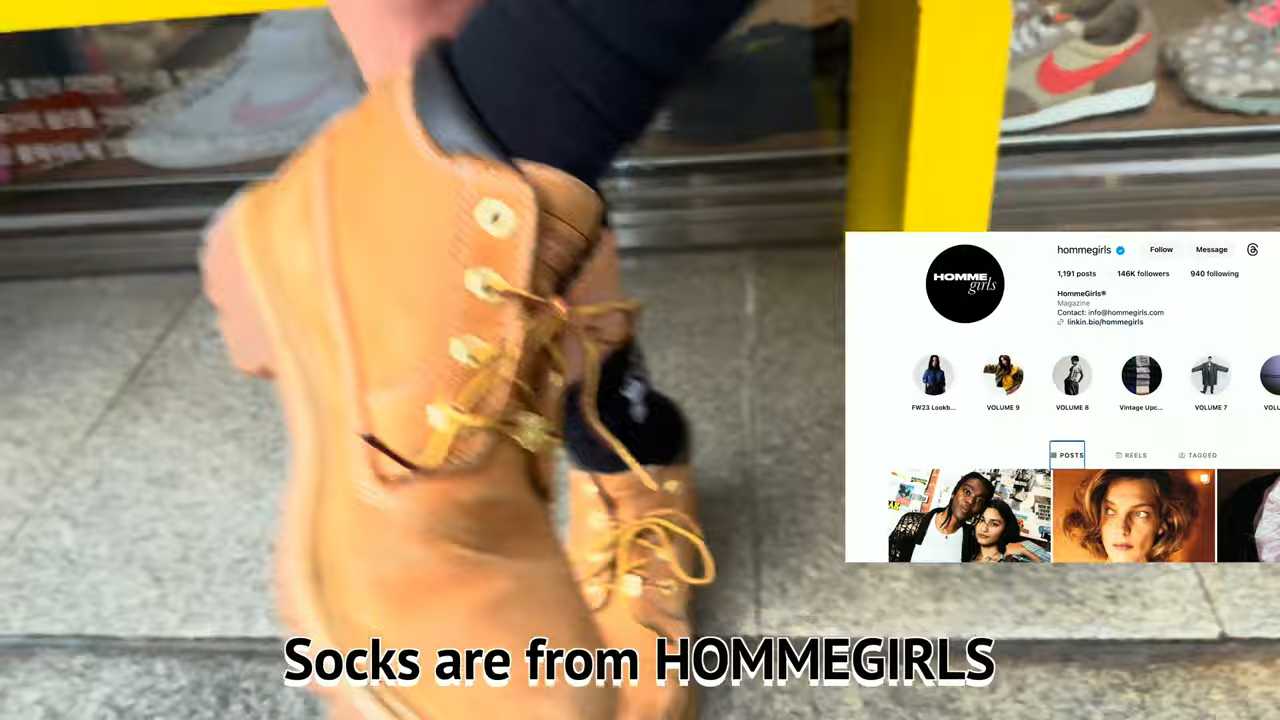 hommegirls
Follow
Message
1,191 posts
146K followers
940 following
HommeGirls®
Magazine
Contact: info@hommegirls.com
linkin.bio/hommegirls
HOMME
girls
FW23 Lookb...
VOLUME 9
VOLUME 8
Vintage Upc...
VOLUME 7
VOLU
POSTS
REELS
TAGGED
Socks are from HOMMEGIRLS